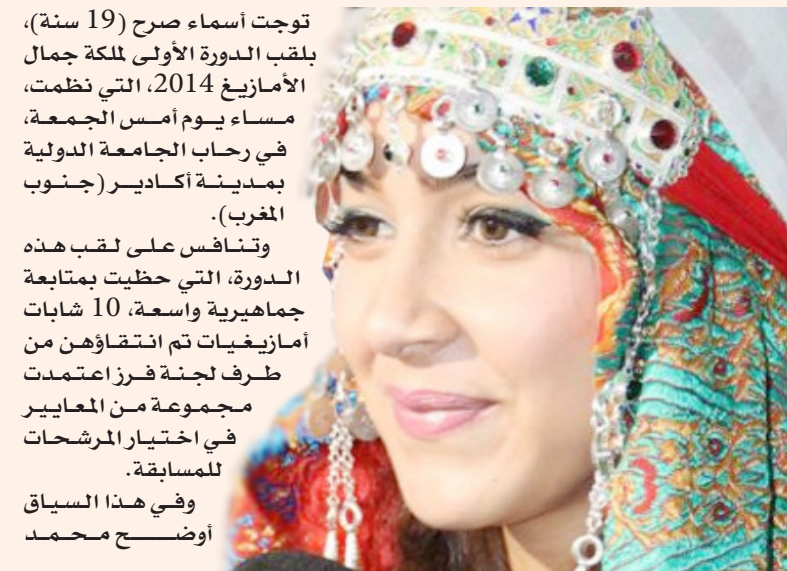 توجت أسماء صرح (19 سنة)،
بلقب الدورة الأولى لملكة جمال
الأمازيغ 2014، التي نظمت،
مساء يوم أمس الجمعة،
في رحاب الجامعة الدولية
بمدينة أكادير (جنوب
المغرب).
وتنافس على لقب هذه
الدورة، التي حظيت بمتابعة
جماهيرية واسعة، 10 شابات
أمازيغيات تم انتقاؤهن من
طرف لجنة فرز اعتمدت
مجموعة من المعايير
في اختيار المرشحات
للمسابقة.
وفي هذا السياق
أوضح محمد